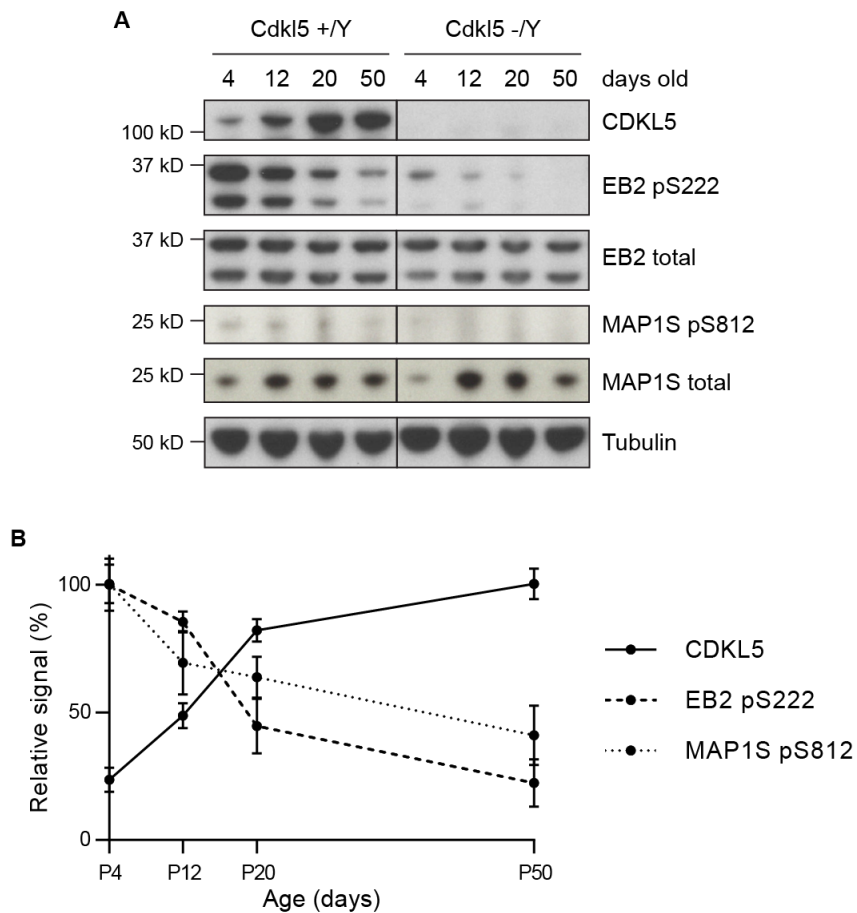 A
Cdkl5 +/Y Cdkl5 -/Y
4 12 20 50 4 12 20 50 days old
100 kD CDKL5
37 kD EB2 pS222
37 kD EB2 total
25 kD MAP1S pS812
25 kD MAP1S total
50 kD Tubulin
B
Relative signal (%)
100
50
0
P4 P12 P20 P50
Age (days)
CDKL5
EB2 pS222
MAP1S pS812